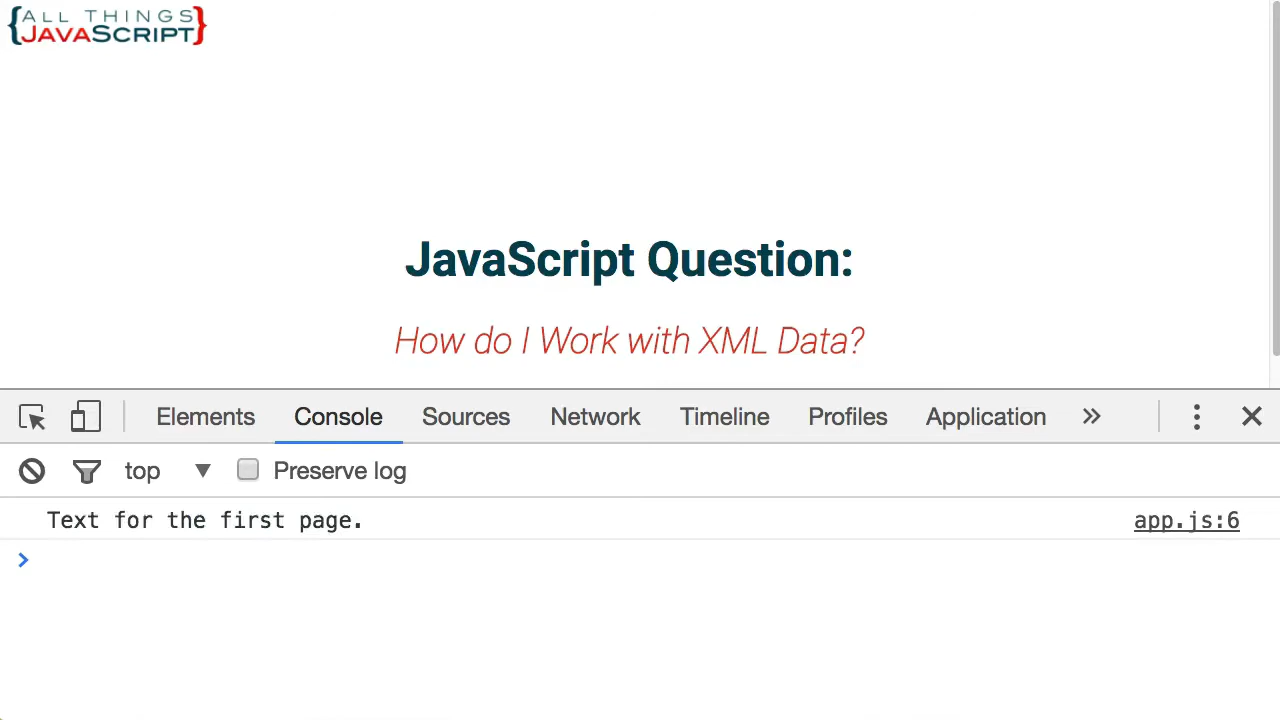 {ALL THINGS
JAVASCRIPT}
JavaScript Question:
How do I Work with XML Data?
Elements Console Sources Network Timeline Profiles Application »
top ▼ Preserve log
Text for the first page. app.js:6
>